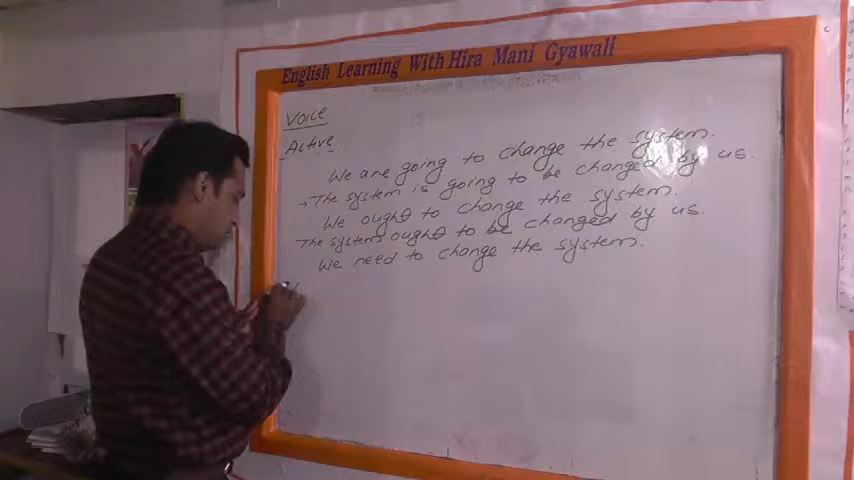 English Learning With Hira Mani Gyawali
Voice
Active
We are going to change the system.
→ The system is going to be changed by us.
We ought to change the system.
The system ought to be changed by us.
We need to change the system.